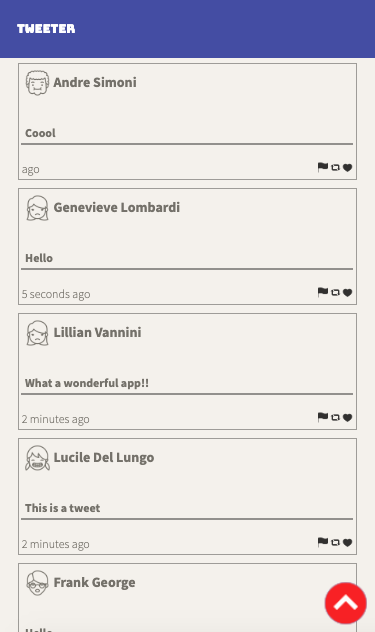 TWEETER
Andre Simoni
Coool
ago
Genevieve Lombardi
Hello
5 seconds ago
Lillian Vannini
What a wonderful app!!
2 minutes ago
Lucile Del Lungo
This is a tweet
2 minutes ago
Frank George
Hello